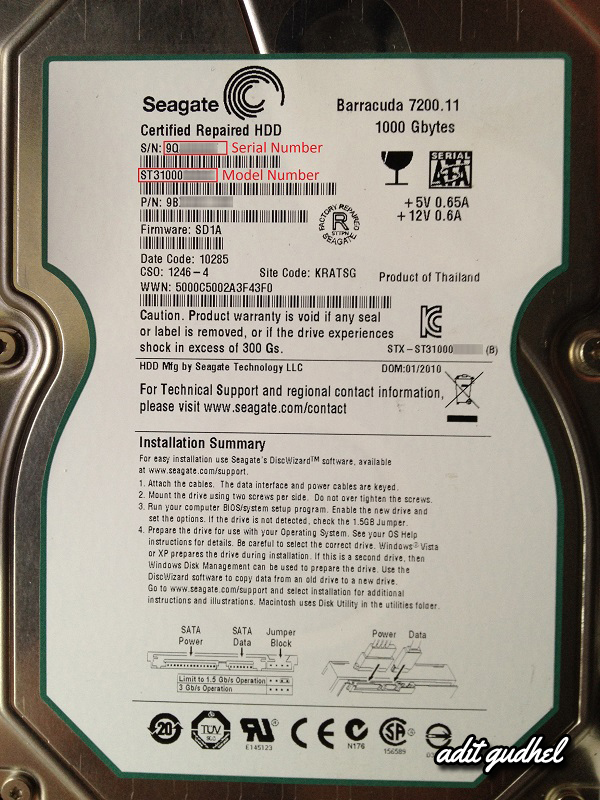 Seagate
Barracuda 7200.11
Certified Repaired HDD
1000 Gbytes
S/N: 9Q
Serial Number
ST31000
Model Number
SERIAL
ATA
P/N: 9B
+5V 0.65A
+12V 0.6A
FACTORY REPAIRED
R
SEAGATE
Firmware: SD1A
Date Code: 10285
CSO: 1246-4
Site Code: KRATSG
Product of Thailand
WWN: 5000C5002A3F43F0
Caution. Product warranty is void if any seal
or label is removed, or if the drive experiences
shock in excess of 300 Gs.
STX-ST31000 (B)
HDD Mfg by Seagate Technology LLC
DOM:01/2010
For Technical Support and regional contact information,
please visit www.seagate.com/contact
Installation Summary
For easy installation use Seagate's DiscWizard™ software, available
at www.seagate.com/support.
1. Attach the cables. The data interface and power cables are keyed.
2. Mount the drive using two screws per side. Do not over tighten the screws.
3. Run your computer BIOS/system setup program. Enable the new drive and
set the options. If the drive is not detected, check the 1.5GB Jumper.
4. Prepare the drive for use with your Operating System. See your OS Help
instructions for details. Be careful to select the correct drive. Windows® Vista
or XP prepares the drive during installation. If this is a second drive, then
Windows Disk Management can be used to prepare the drive. Use the
DiscWizard software to copy data from an old drive to a new drive.
Go to www.seagate.com/support and select installation for additional
instructions and illustrations. Macintosh uses Disk Utility in the utilities folder.
SATA
Power
SATA
Data
Jumper
Block
Power
Data
Limit to 1.5 Gb/s Operation
3 Gb/s Operation
20
TUV
E145123
CE
N176
SA
156589
adit gudhel